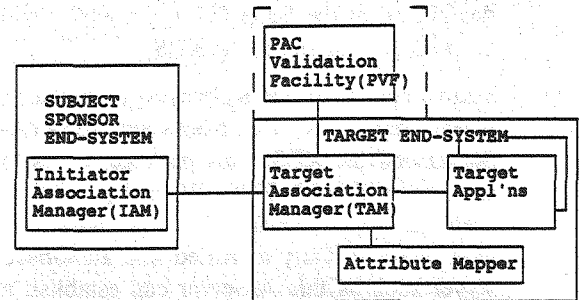 PAC
Validation
Facility(PVF)
SUBJECT
SPONSOR
END-SYSTEM
TARGET END-SYSTEM
Initiator
Association
Manager(IAM)
Target
Association
Manager(TAM)
Target
Appl'ns
Attribute Mapper